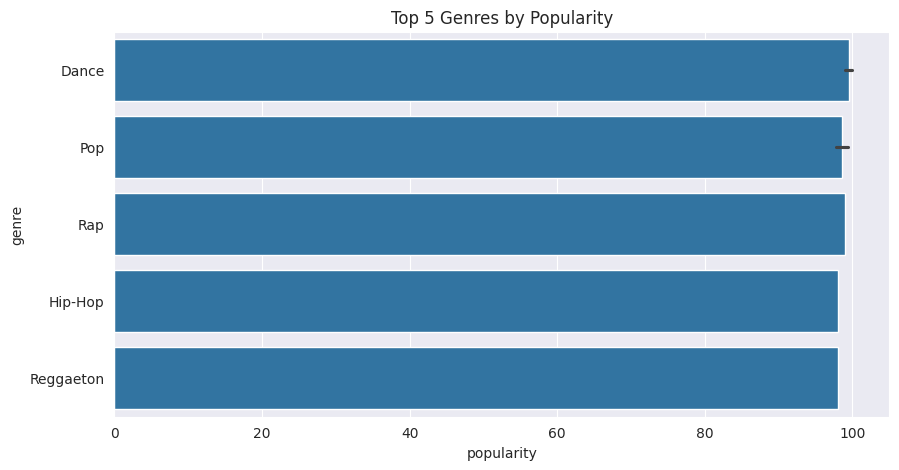 Top 5 Genres by Popularity
genre
Dance
Pop
Rap
Hip-Hop
Reggaeton
0 20 40 60 80 100
popularity